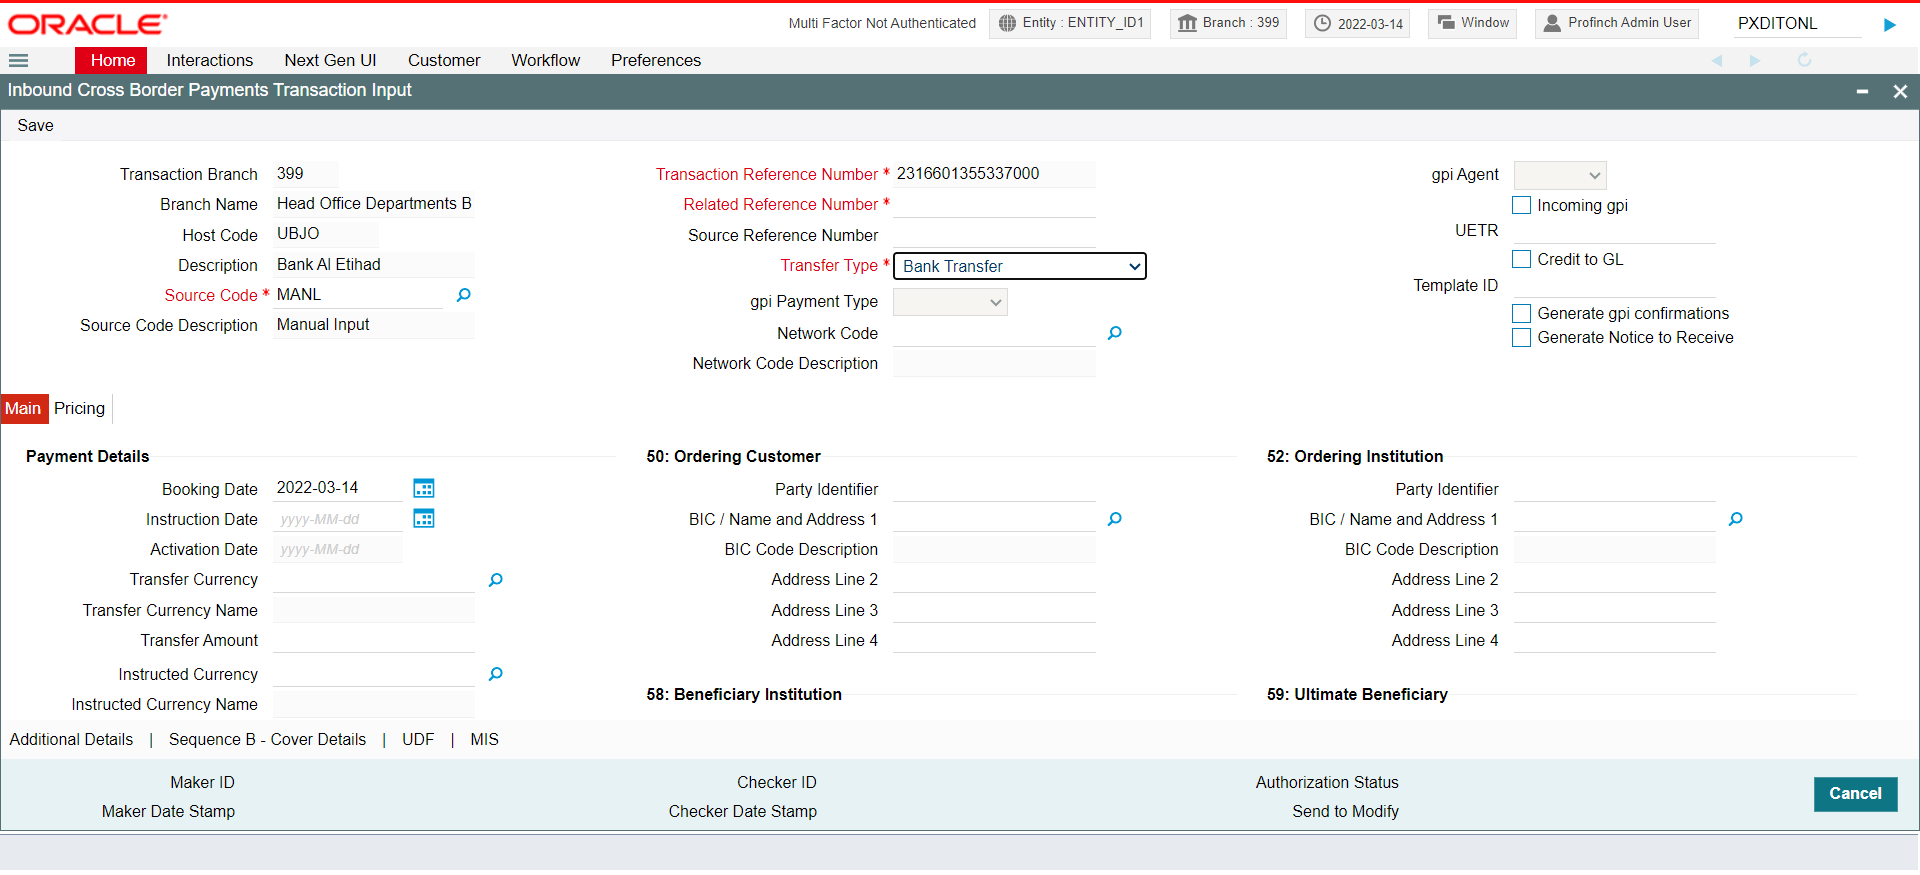 ORACLE
Multi Factor Not Authenticated
Entity : ENTITY_ID1
Branch : 399
2022-03-14
Window
Profinch Admin User
PXDITONL
Home
Interactions
Next Gen UI
Customer
Workflow
Preferences
Inbound Cross Border Payments Transaction Input
Save
Transaction Branch 399
Branch Name Head Office Departments B
Host Code UBJO
Description Bank Al Etihad
Source Code * MANL
Source Code Description Manual Input
Transaction Reference Number * 2316601355337000
Related Reference Number *
Source Reference Number
Transfer Type * Bank Transfer
gpi Payment Type
Network Code
Network Code Description
gpi Agent
Incoming gpi
UETR
Credit to GL
Template ID
Generate gpi confirmations
Generate Notice to Receive
Main
Pricing
Payment Details
Booking Date 2022-03-14
Instruction Date yyyy-MM-dd
Activation Date yyyy-MM-dd
Transfer Currency
Transfer Currency Name
Transfer Amount
Instructed Currency
Instructed Currency Name
50: Ordering Customer
Party Identifier
BIC / Name and Address 1
BIC Code Description
Address Line 2
Address Line 3
Address Line 4
52: Ordering Institution
Party Identifier
BIC / Name and Address 1
BIC Code Description
Address Line 2
Address Line 3
Address Line 4
58: Beneficiary Institution
59: Ultimate Beneficiary
Additional Details | Sequence B - Cover Details | UDF | MIS
Maker ID
Maker Date Stamp
Checker ID
Checker Date Stamp
Authorization Status
Send to Modify
Cancel